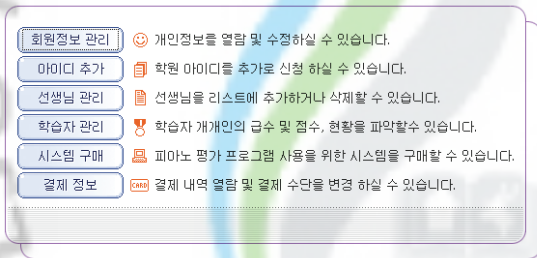 회원정보 관리 개인정보를 열람 및 수정하실 수 있습니다.
아이디 추가 학원 아이디를 추가로 신청 하실 수 있습니다.
선생님 관리 선생님을 리스트에 추가하거나 삭제할 수 있습니다.
학습자 관리 학습자 개개인의 급수 및 점수, 현황을 파악할수 있습니다.
시스템 구매 피아노 평가 프로그램 사용을 위한 시스템을 구매할 수 있습니다.
결제 정보 CARD 결제 내역 열람 및 결제 수단을 변경 하실 수 있습니다.